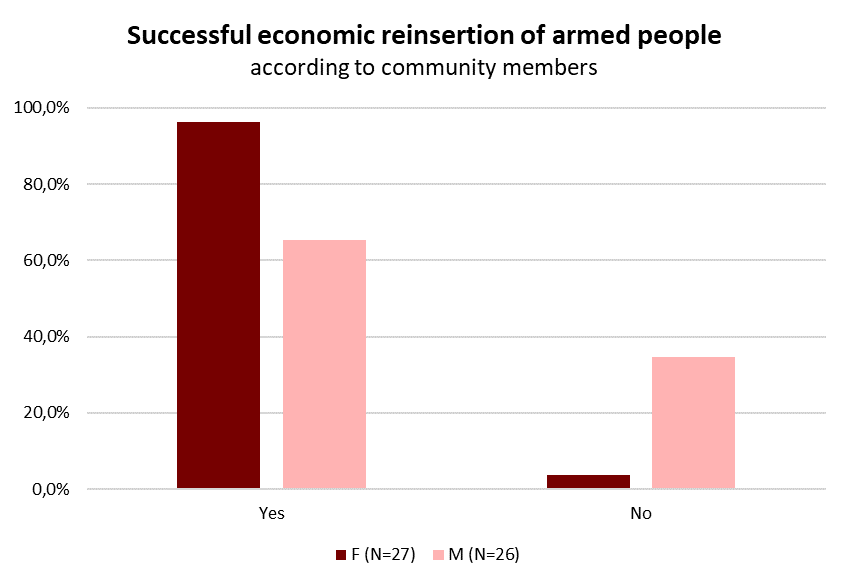 Successful economic reinsertion of armed people
according to community members
100,0%
80,0%
60,0%
40,0%
20,0%
0,0%
Yes No
F (N=27) M (N=26)